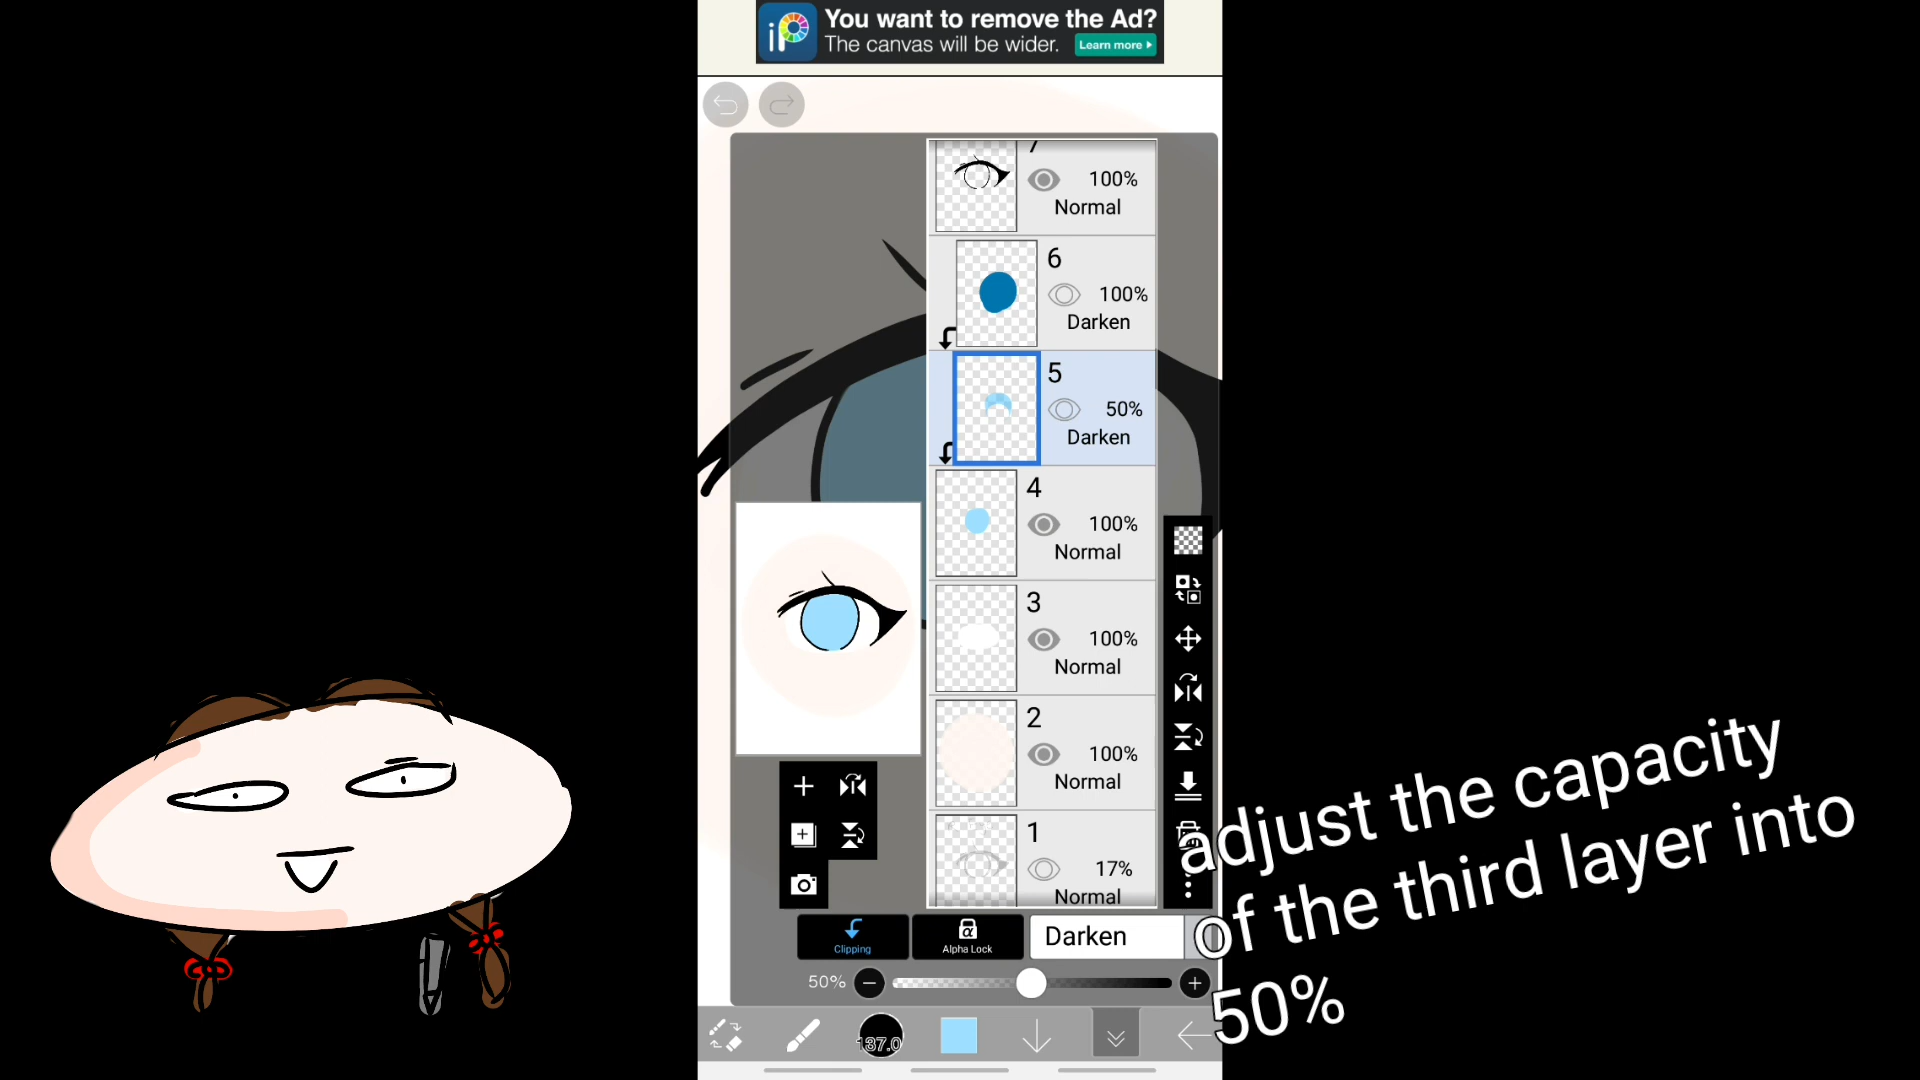 iP
You want to remove the Ad?
The canvas will be wider. Learn more
7
100%
Normal
6
100%
Darken
5
50%
Darken
4
100%
Normal
3
100%
Normal
2
100%
Normal
1
17%
Normal
Clipping
α
Alpha Lock
Darken
50%
137.0
adjust the capacity
of the third layer into
50%